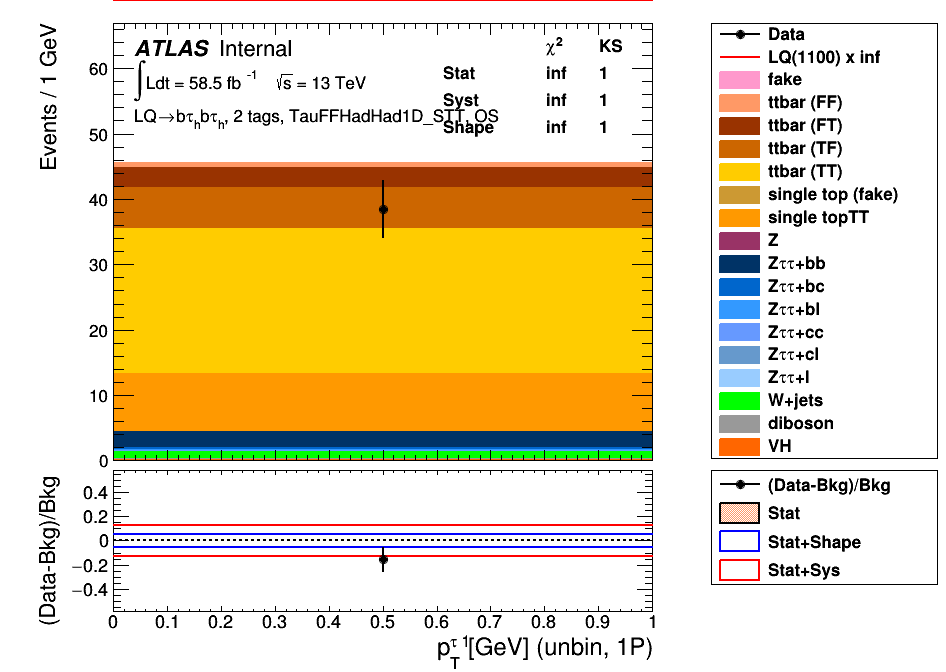 Events / 1 GeV
ATLAS Internal
∫Ldt = 58.5 fb⁻¹ √s = 13 TeV
LQ→bτₕbτₕ, 2 tags, TauFFHadHad1D_STT, OS
χ² KS
Stat inf 1
Syst inf 1
Shape inf 1
60
50
40
30
20
10
0
Data
LQ(1100) x inf
fake
ttbar (FF)
ttbar (FT)
ttbar (TF)
ttbar (TT)
single top (fake)
single topTT
Z
Zττ+bb
Zττ+bc
Zττ+bl
Zττ+cc
Zττ+cl
Zττ+l
W+jets
diboson
VH
(Data-Bkg)/Bkg
0.4
0.2
0
−0.2
−0.4
0 0.1 0.2 0.3 0.4 0.5 0.6 0.7 0.8 0.9 1
p_T^τ 1[GeV] (unbin, 1P)
(Data-Bkg)/Bkg
Stat
Stat+Shape
Stat+Sys